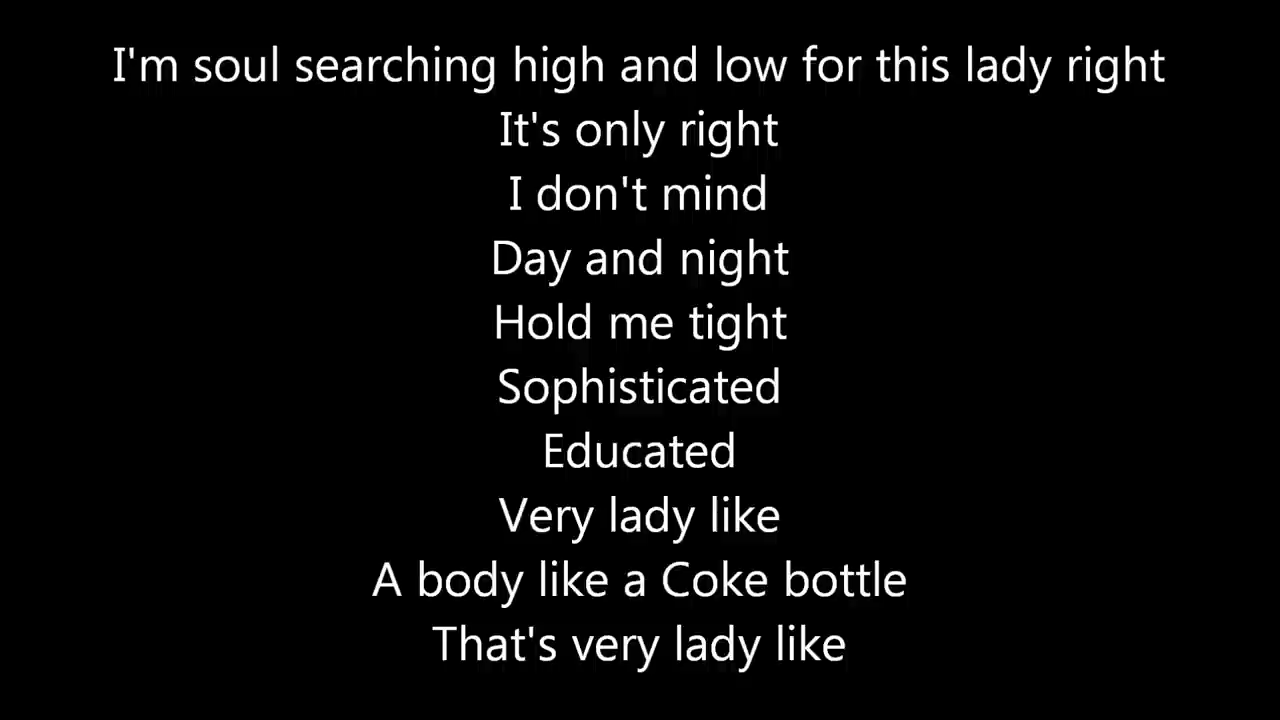 I'm soul searching high and low for this lady right
It's only right
I don't mind
Day and night
Hold me tight
Sophisticated
Educated
Very lady like
A body like a Coke bottle
That's very lady like